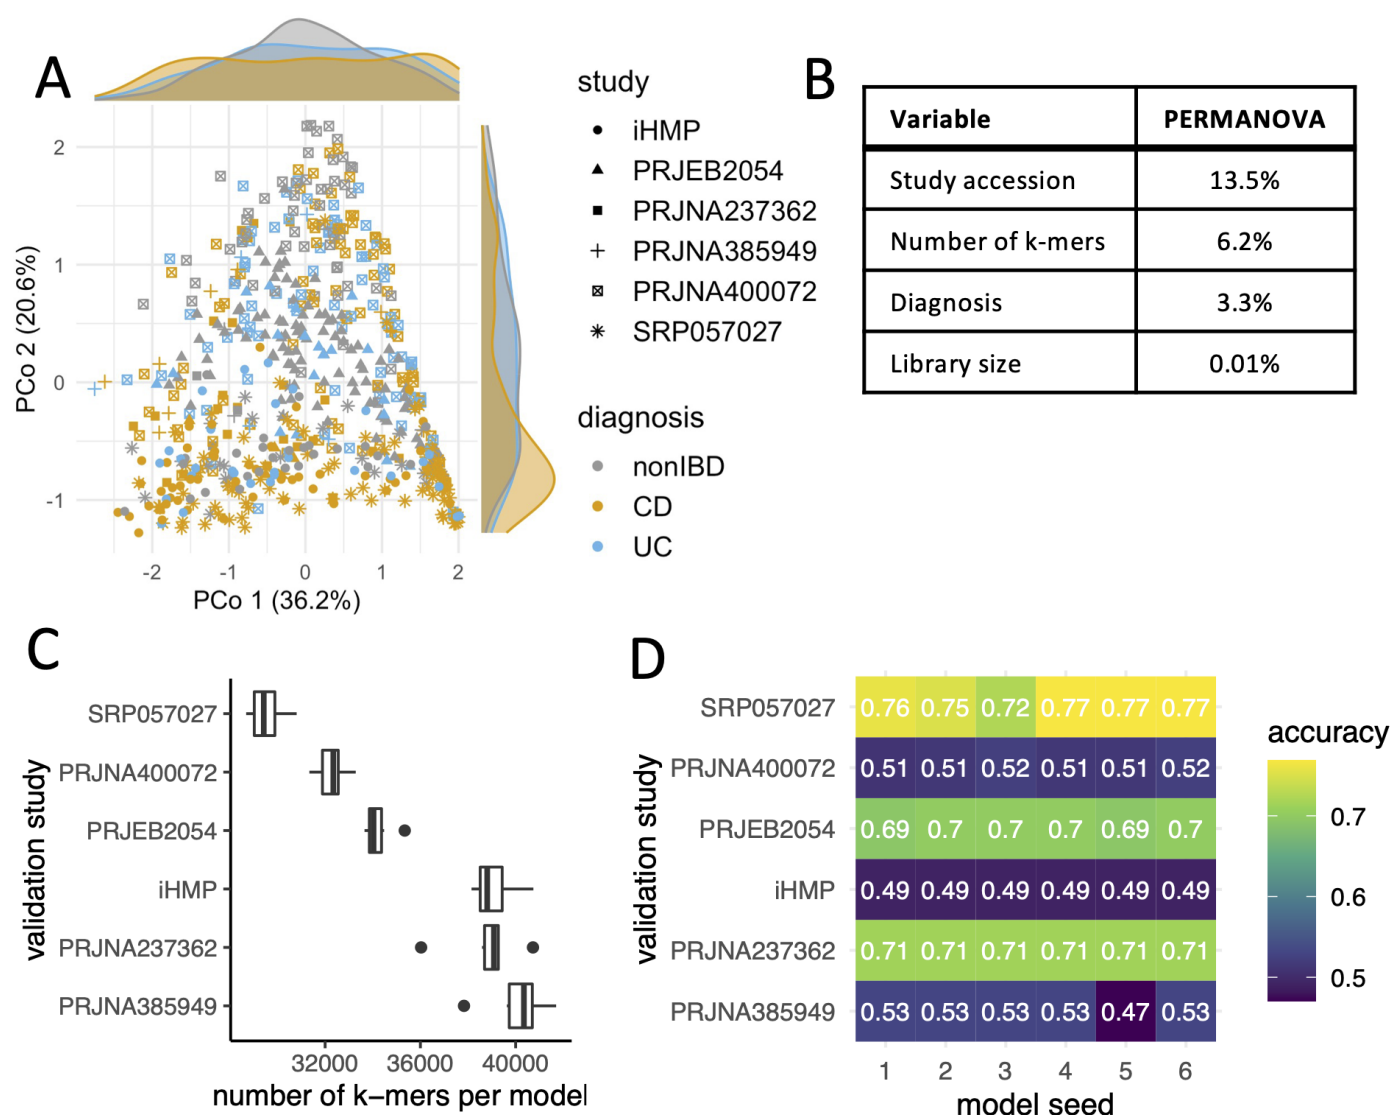 A
study
iHMP
PRJEB2054
PRJNA237362
PRJNA385949
PRJNA400072
SRP057027
diagnosis
nonIBD
CD
UC
PCo 2 (20.6%)
2
1
0
-1
-2 -1 0 1 2
PCo 1 (36.2%)
B
Variable PERMANOVA
Study accession 13.5%
Number of k-mers 6.2%
Diagnosis 3.3%
Library size 0.01%
C
validation study
SRP057027
PRJNA400072
PRJEB2054
iHMP
PRJNA237362
PRJNA385949
32000 36000 40000
number of k−mers per model
D
validation study
SRP057027 0.76 0.75 0.72 0.77 0.77 0.77
PRJNA400072 0.51 0.51 0.52 0.51 0.51 0.52
PRJEB2054 0.69 0.7 0.7 0.7 0.69 0.7
iHMP 0.49 0.49 0.49 0.49 0.49 0.49
PRJNA237362 0.71 0.71 0.71 0.71 0.71 0.71
PRJNA385949 0.53 0.53 0.53 0.53 0.47 0.53
1 2 3 4 5 6
model seed
accuracy
0.7
0.6
0.5